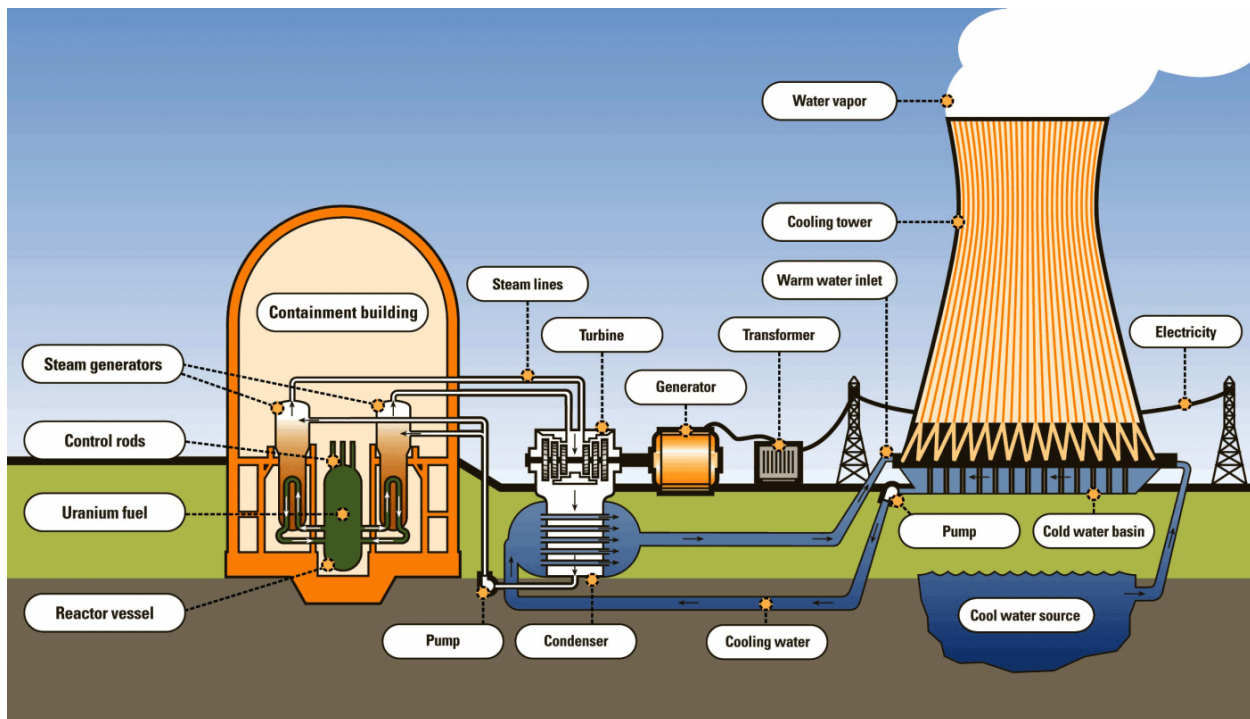 Water vapor
Cooling tower
Steam lines
Warm water inlet
Containment building
Turbine
Transformer
Electricity
Steam generators
Generator
Control rods
Uranium fuel
Pump
Cold water basin
Reactor vessel
Cool water source
Pump
Condenser
Cooling water